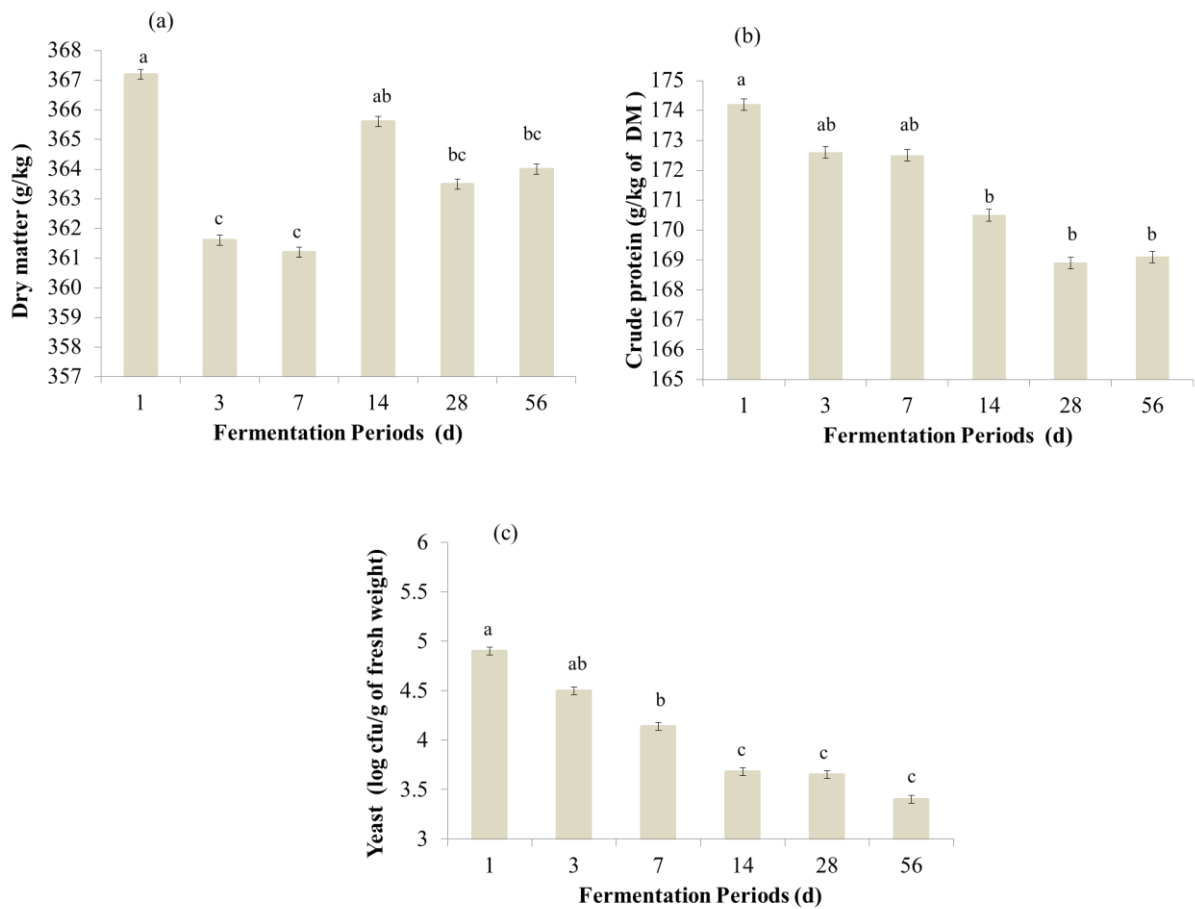 (a)
Dry matter (g/kg )
368
367
366
365
364
363
362
361
360
359
358
357
a
c
c
ab
bc
bc
1 3 7 14 28 56
Fermentation Periods (d)
(b)
Crude protein (g/kg of DM )
175
174
173
172
171
170
169
168
167
166
165
a
ab
ab
b
b
b
1 3 7 14 28 56
Fermentation Periods (d)
(c)
Yeast (log cfu/g of fresh weight)
6
5.5
5
4.5
4
3.5
3
a
ab
b
c
c
c
1 3 7 14 28 56
Fermentation Periods (d)